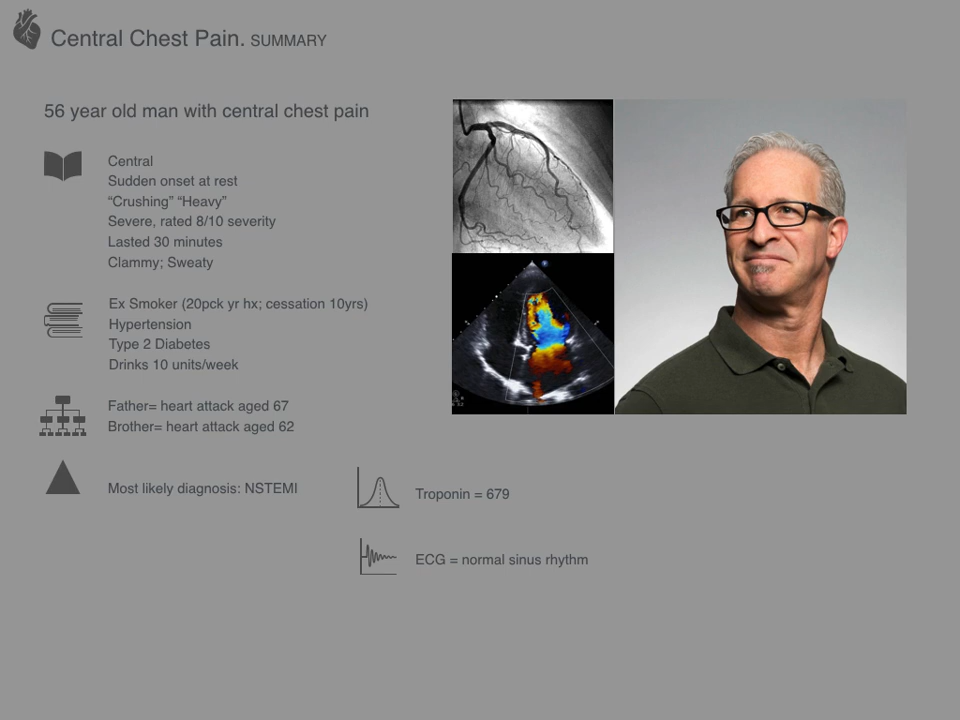 Central Chest Pain. SUMMARY
56 year old man with central chest pain
Central
Sudden onset at rest
“Crushing” “Heavy”
Severe, rated 8/10 severity
Lasted 30 minutes
Clammy; Sweaty
Ex Smoker (20pck yr hx; cessation 10yrs)
Hypertension
Type 2 Diabetes
Drinks 10 units/week
Father= heart attack aged 67
Brother= heart attack aged 62
Most likely diagnosis: NSTEMI
Troponin = 679
ECG = normal sinus rhythm